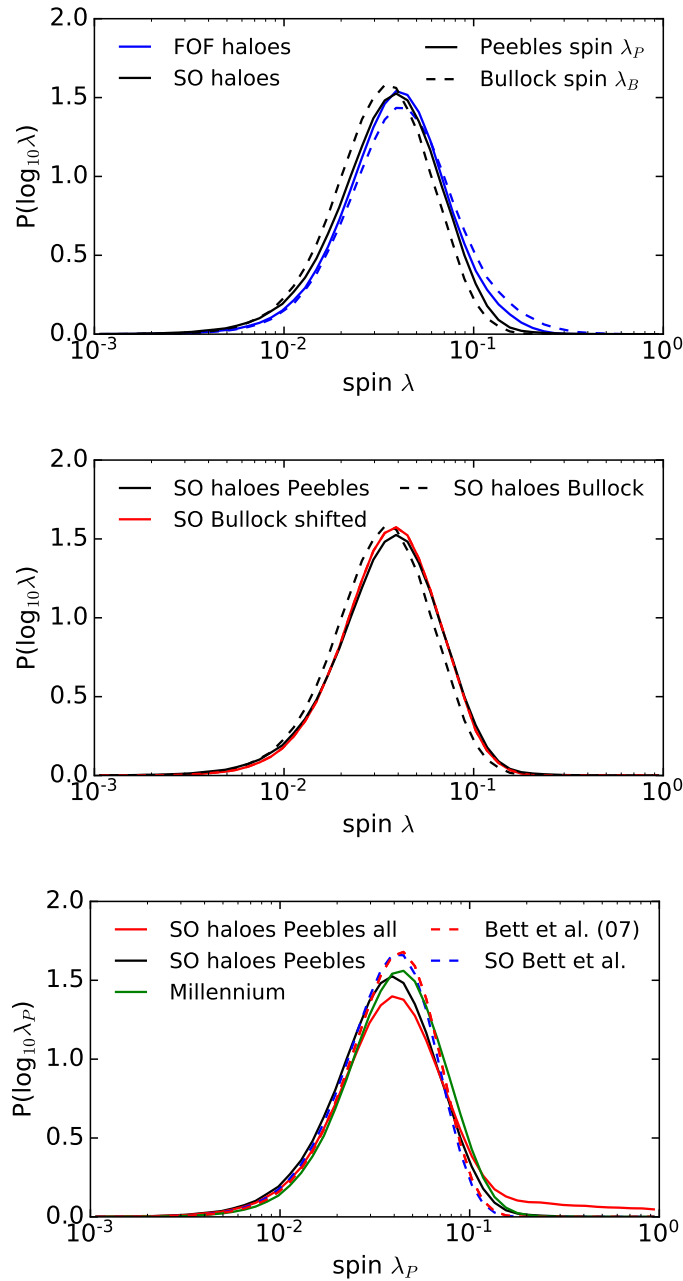 2.0
FOF haloes
Peebles spin λ_P
SO haloes
Bullock spin λ_B
1.5
1.0
0.5
0.0
P(log₁₀λ)
10⁻³ 10⁻² 10⁻¹ 10⁰
spin λ
2.0
SO haloes Peebles
SO haloes Bullock
SO Bullock shifted
1.5
1.0
0.5
0.0
P(log₁₀λ)
10⁻³ 10⁻² 10⁻¹ 10⁰
spin λ
2.0
SO haloes Peebles all
Bett et al. (07)
SO haloes Peebles
SO Bett et al.
Millennium
1.5
1.0
0.5
0.0
P(log₁₀λ_P)
10⁻³ 10⁻² 10⁻¹ 10⁰
spin λ_P